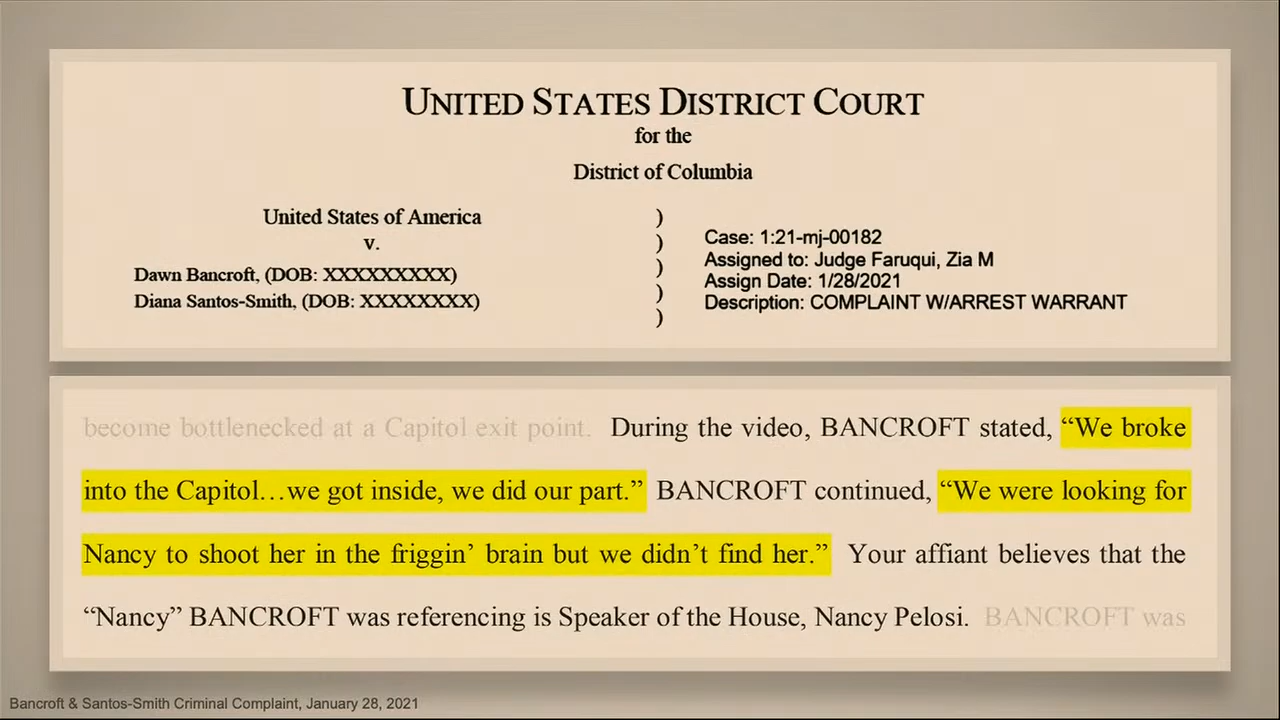 UNITED STATES DISTRICT COURT
for the
District of Columbia
United States of America
v.
Dawn Bancroft, (DOB: XXXXXXXXX)
Diana Santos-Smith, (DOB: XXXXXXXX)
)
)
)
)
)
Case: 1:21-mj-00182
Assigned to: Judge Faruqui, Zia M
Assign Date: 1/28/2021
Description: COMPLAINT W/ARREST WARRANT
become bottlenecked at a Capitol exit point. During the video, BANCROFT stated, “We broke
into the Capitol…we got inside, we did our part.” BANCROFT continued, “We were looking for
Nancy to shoot her in the friggin’ brain but we didn’t find her.” Your affiant believes that the
“Nancy” BANCROFT was referencing is Speaker of the House, Nancy Pelosi. BANCROFT was
Bancroft & Santos-Smith Criminal Complaint, January 28, 2021